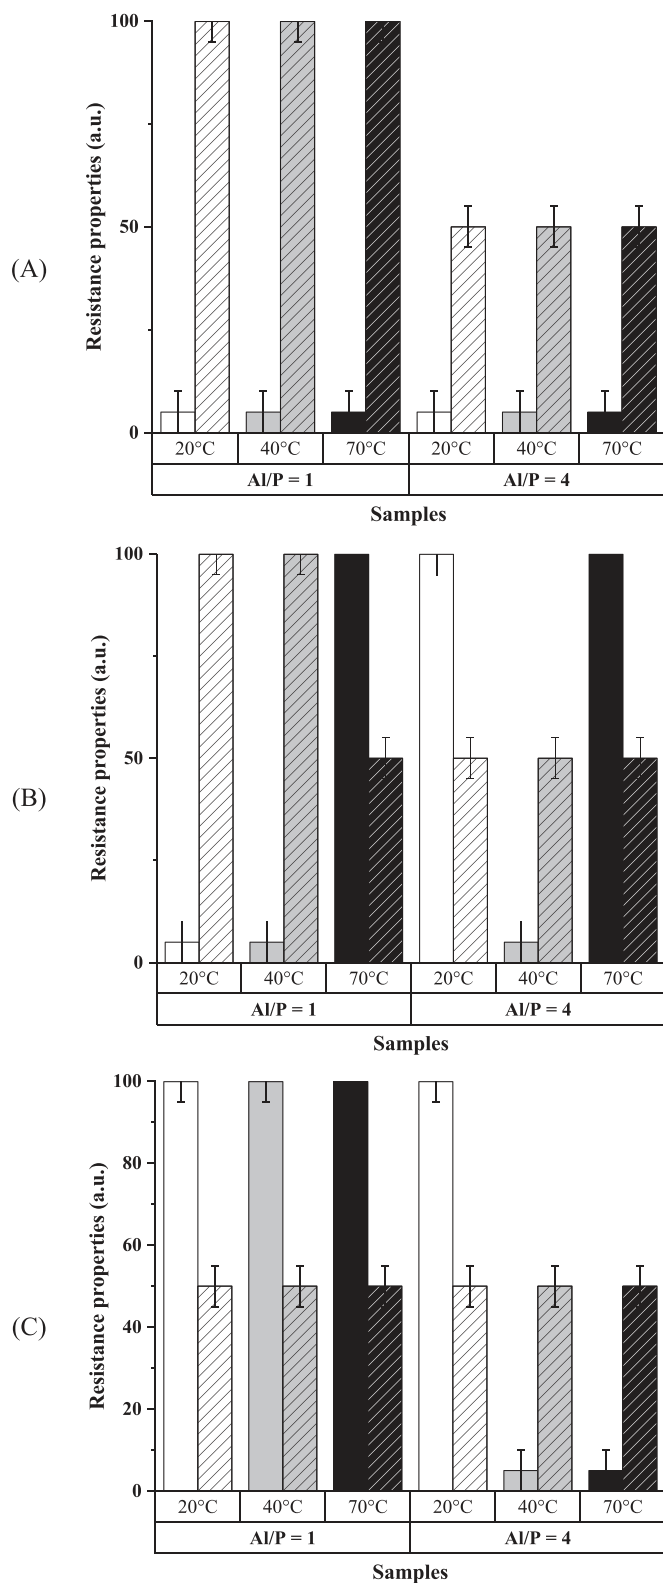 (A)
Resistance properties (a.u.)
100
50
0
20°C 40°C 70°C 20°C 40°C 70°C
Al/P = 1 Al/P = 4
Samples
(B)
Resistance properties (a.u.)
100
50
0
20°C 40°C 70°C 20°C 40°C 70°C
Al/P = 1 Al/P = 4
Samples
(C)
Resistance properties (a.u.)
100
80
60
40
20
0
20°C 40°C 70°C 20°C 40°C 70°C
Al/P = 1 Al/P = 4
Samples